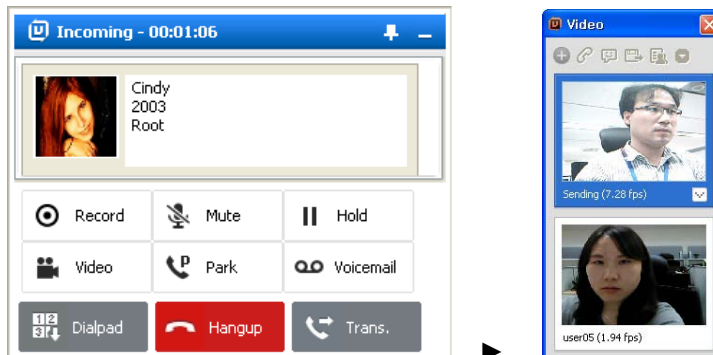 Incoming - 00:01:06
Cindy
2003
Root
Record
Mute
Hold
Video
Park
Voicemail
Dialpad
Hangup
Trans.
Video
Sending (7.28 fps)
user05 (1.94 fps)